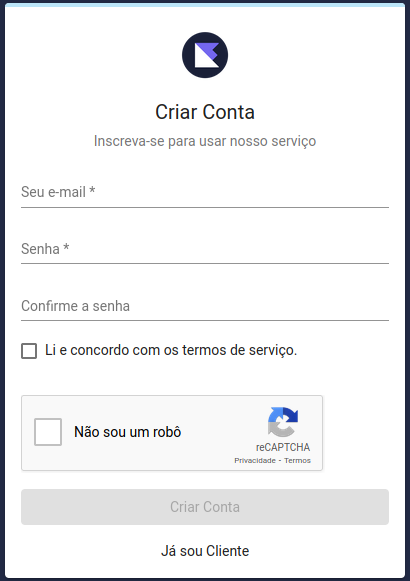 Criar Conta
Inscreva-se para usar nosso serviço
Seu e-mail *
Senha *
Confirme a senha
Li e concordo com os termos de serviço.
Não sou um robô
reCAPTCHA
Privacidade - Termos
Criar Conta
Já sou Cliente